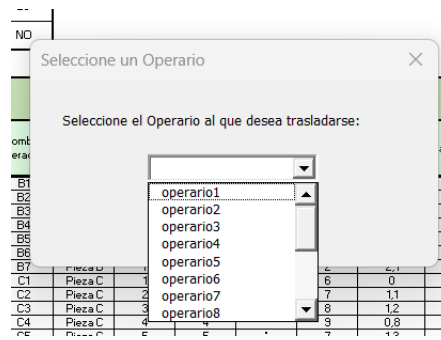 NO
Seleccione un Operario
Seleccione el Operario al que desea trasladarse:
operario1
operario2
operario3
operario4
operario5
operario6
operario7
operario8
B1
B2
B3
B4
B5
B6
B7 Pieza B 1 2 2,1
C1 Pieza C 1 6 0
C2 Pieza C 2 7 1,1
C3 Pieza C 3 8 1,2
C4 Pieza C 4 4 9 0,8